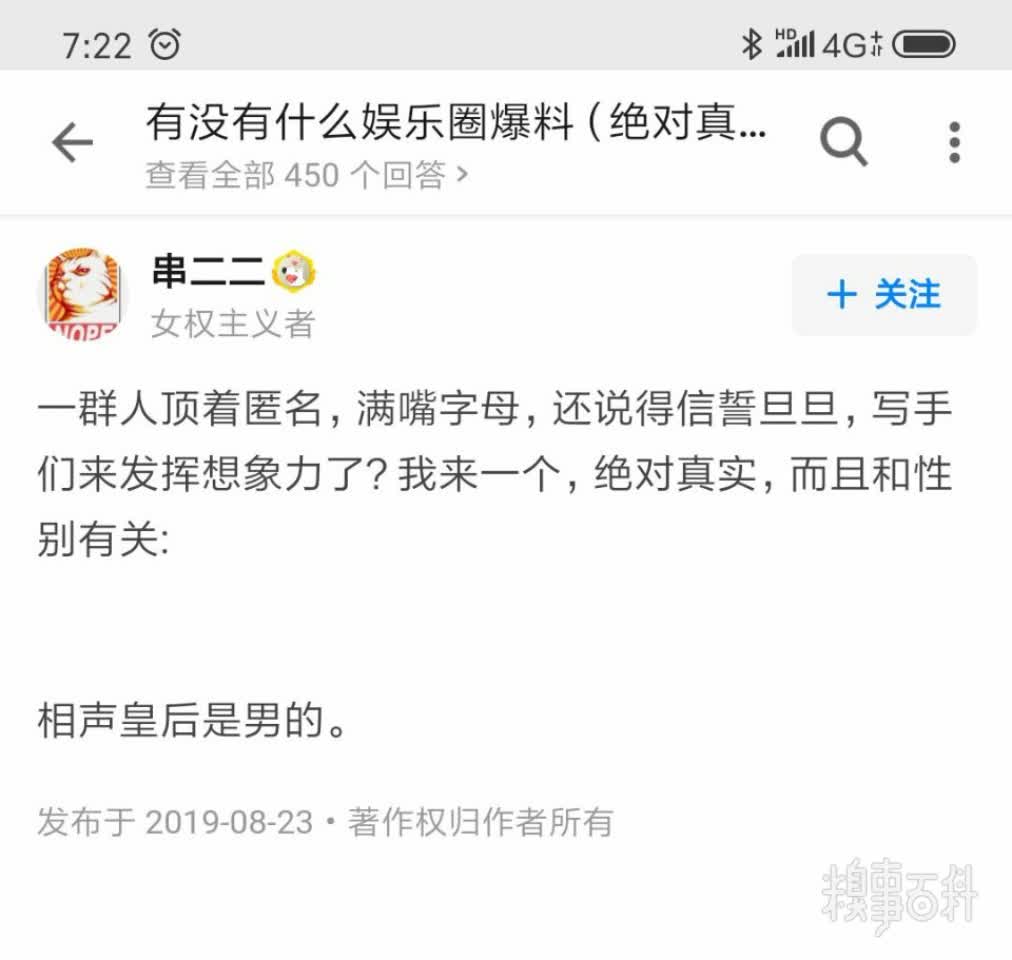 7:22
HD 4G
有没有什么娱乐圈爆料（绝对真...
查看全部 450 个回答 >
串二二
女权主义者
+ 关注
NOPE
一群人顶着匿名，满嘴字母，还说得信誓旦旦，写手
们来发挥想象力了？我来一个，绝对真实，而且和性
别有关:
相声皇后是男的。
发布于 2019-08-23 · 著作权归作者所有
糗事百科